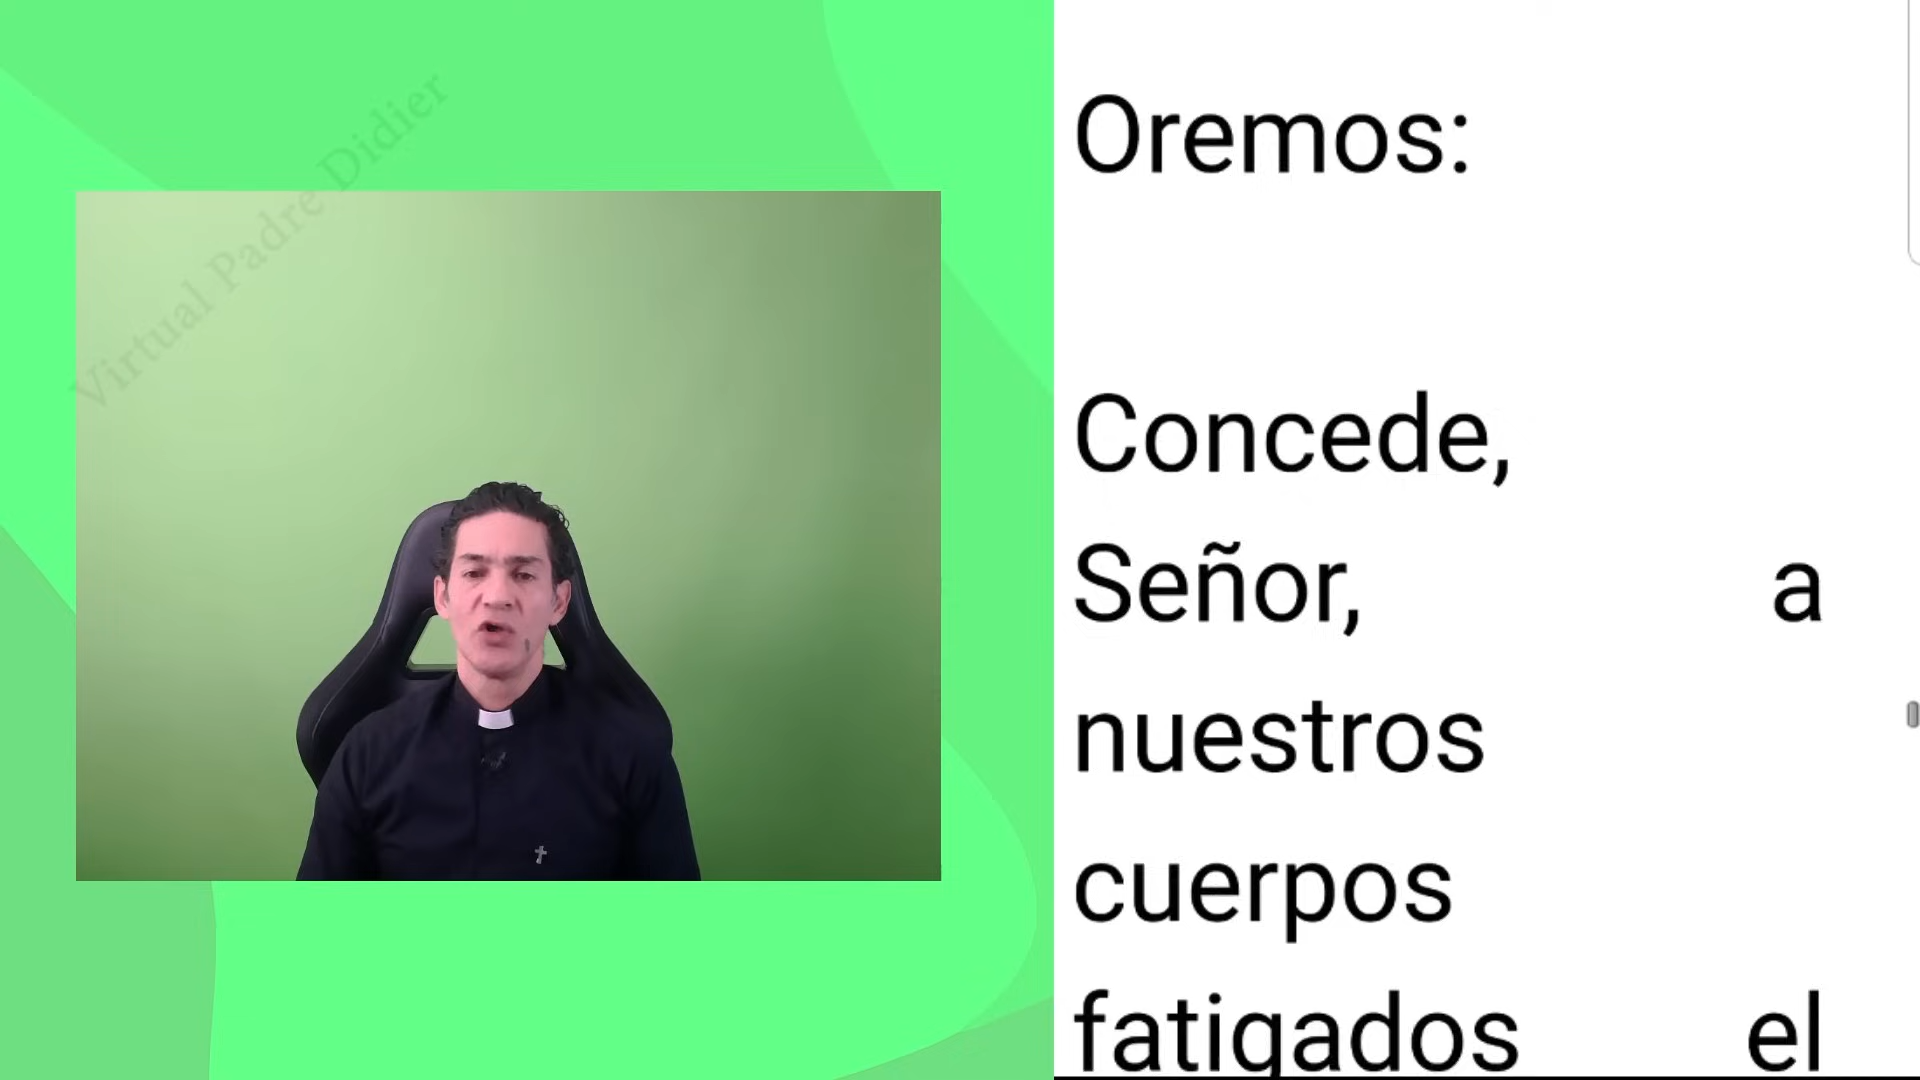 Virtual Padre Didier
Oremos:
Concede,
Señor, a
nuestros
cuerpos
fatigados el